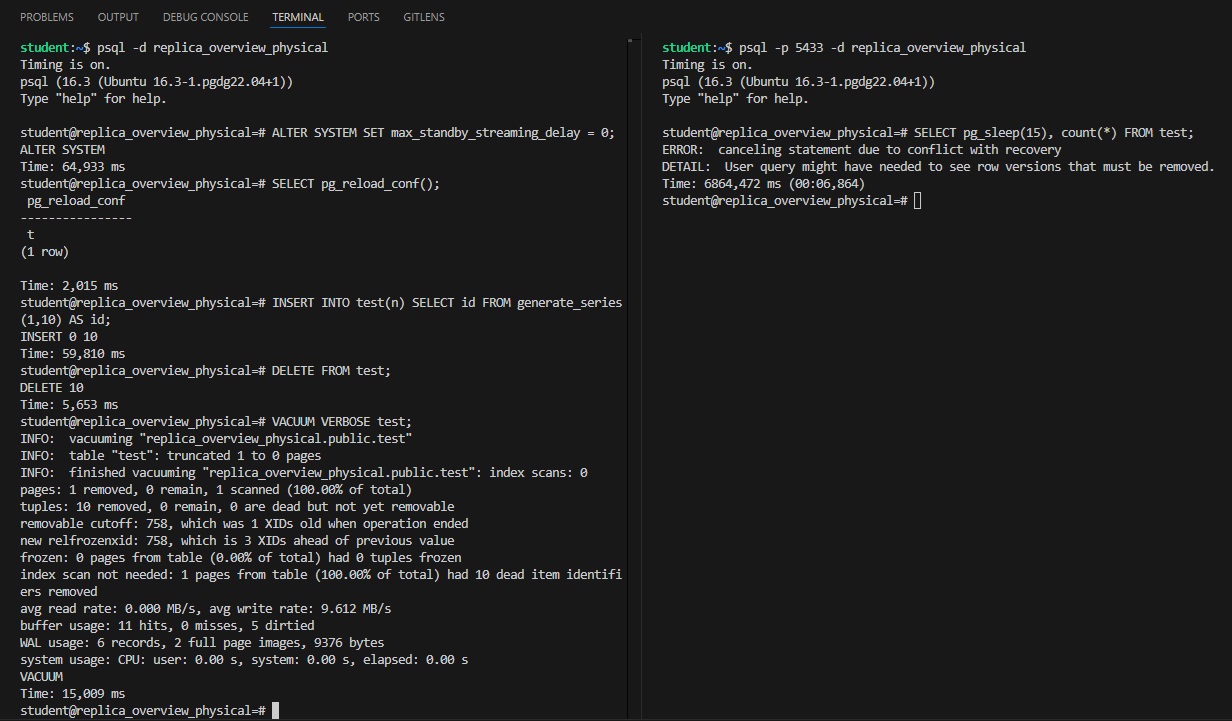 PROBLEMS OUTPUT DEBUG CONSOLE TERMINAL PORTS GITLENS
student:~$ psql -d replica_overview_physical
Timing is on.
psql (16.3 (Ubuntu 16.3-1.pgdg22.04+1))
Type "help" for help.
student@replica_overview_physical=# ALTER SYSTEM SET max_standby_streaming_delay = 0;
ALTER SYSTEM
Time: 64,933 ms
student@replica_overview_physical=# SELECT pg_reload_conf();
pg_reload_conf
----------------
t
(1 row)
Time: 2,015 ms
student@replica_overview_physical=# INSERT INTO test(n) SELECT id FROM generate_series
(1,10) AS id;
INSERT 0 10
Time: 59,810 ms
student@replica_overview_physical=# DELETE FROM test;
DELETE 10
Time: 5,653 ms
student@replica_overview_physical=# VACUUM VERBOSE test;
INFO:  vacuuming "replica_overview_physical.public.test"
INFO:  table "test": truncated 1 to 0 pages
INFO:  finished vacuuming "replica_overview_physical.public.test": index scans: 0
pages: 1 removed, 0 remain, 1 scanned (100.00% of total)
tuples: 10 removed, 0 remain, 0 are dead but not yet removable
removable cutoff: 758, which was 1 XIDs old when operation ended
new relfrozenxid: 758, which is 3 XIDs ahead of previous value
frozen: 0 pages from table (0.00% of total) had 0 tuples frozen
index scan not needed: 1 pages from table (100.00% of total) had 10 dead item identifi
ers removed
avg read rate: 0.000 MB/s, avg write rate: 9.612 MB/s
buffer usage: 11 hits, 0 misses, 5 dirtied
WAL usage: 6 records, 2 full page images, 9376 bytes
system usage: CPU: user: 0.00 s, system: 0.00 s, elapsed: 0.00 s
VACUUM
Time: 15,009 ms
student@replica_overview_physical=#
student:~$ psql -p 5433 -d replica_overview_physical
Timing is on.
psql (16.3 (Ubuntu 16.3-1.pgdg22.04+1))
Type "help" for help.
student@replica_overview_physical=# SELECT pg_sleep(15), count(*) FROM test;
ERROR:  canceling statement due to conflict with recovery
DETAIL:  User query might have needed to see row versions that must be removed.
Time: 6864,472 ms (00:06,864)
student@replica_overview_physical=#